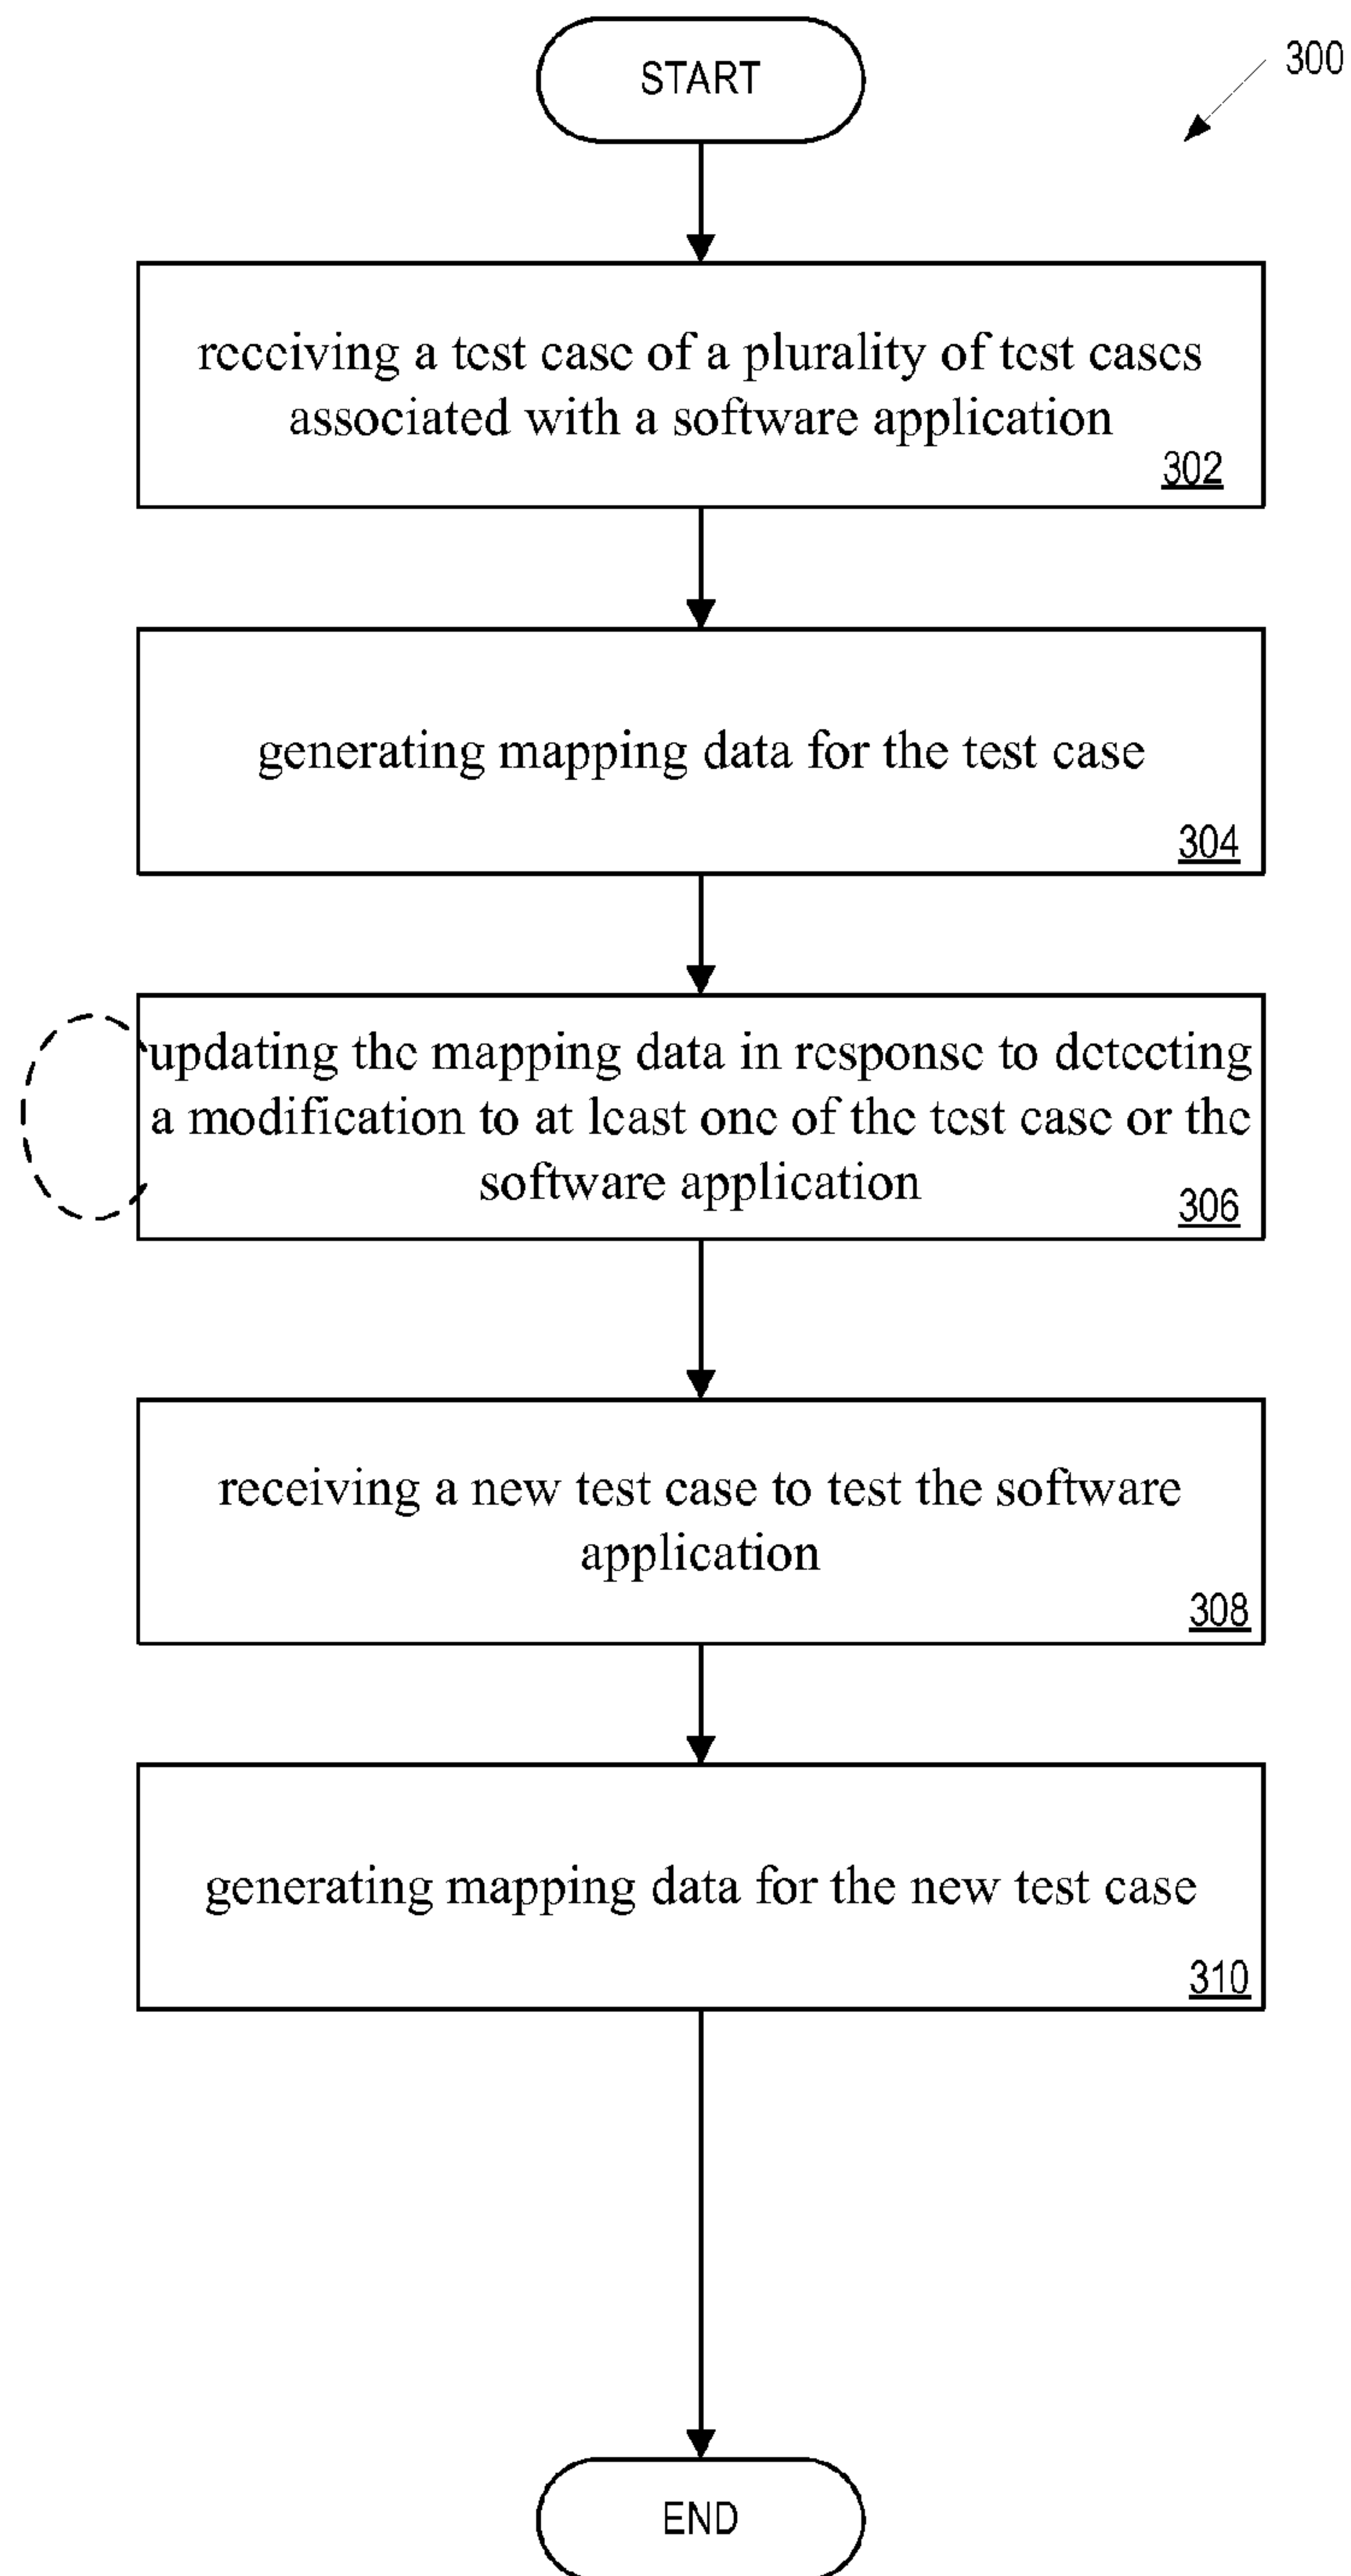 START
300
receiving a test case of a plurality of test cases
associated with a software application
302
generating mapping data for the test case
304
updating the mapping data in response to detecting
a modification to at least one of the test case or the
software application
306
receiving a new test case to test the software
application
308
generating mapping data for the new test case
310
END